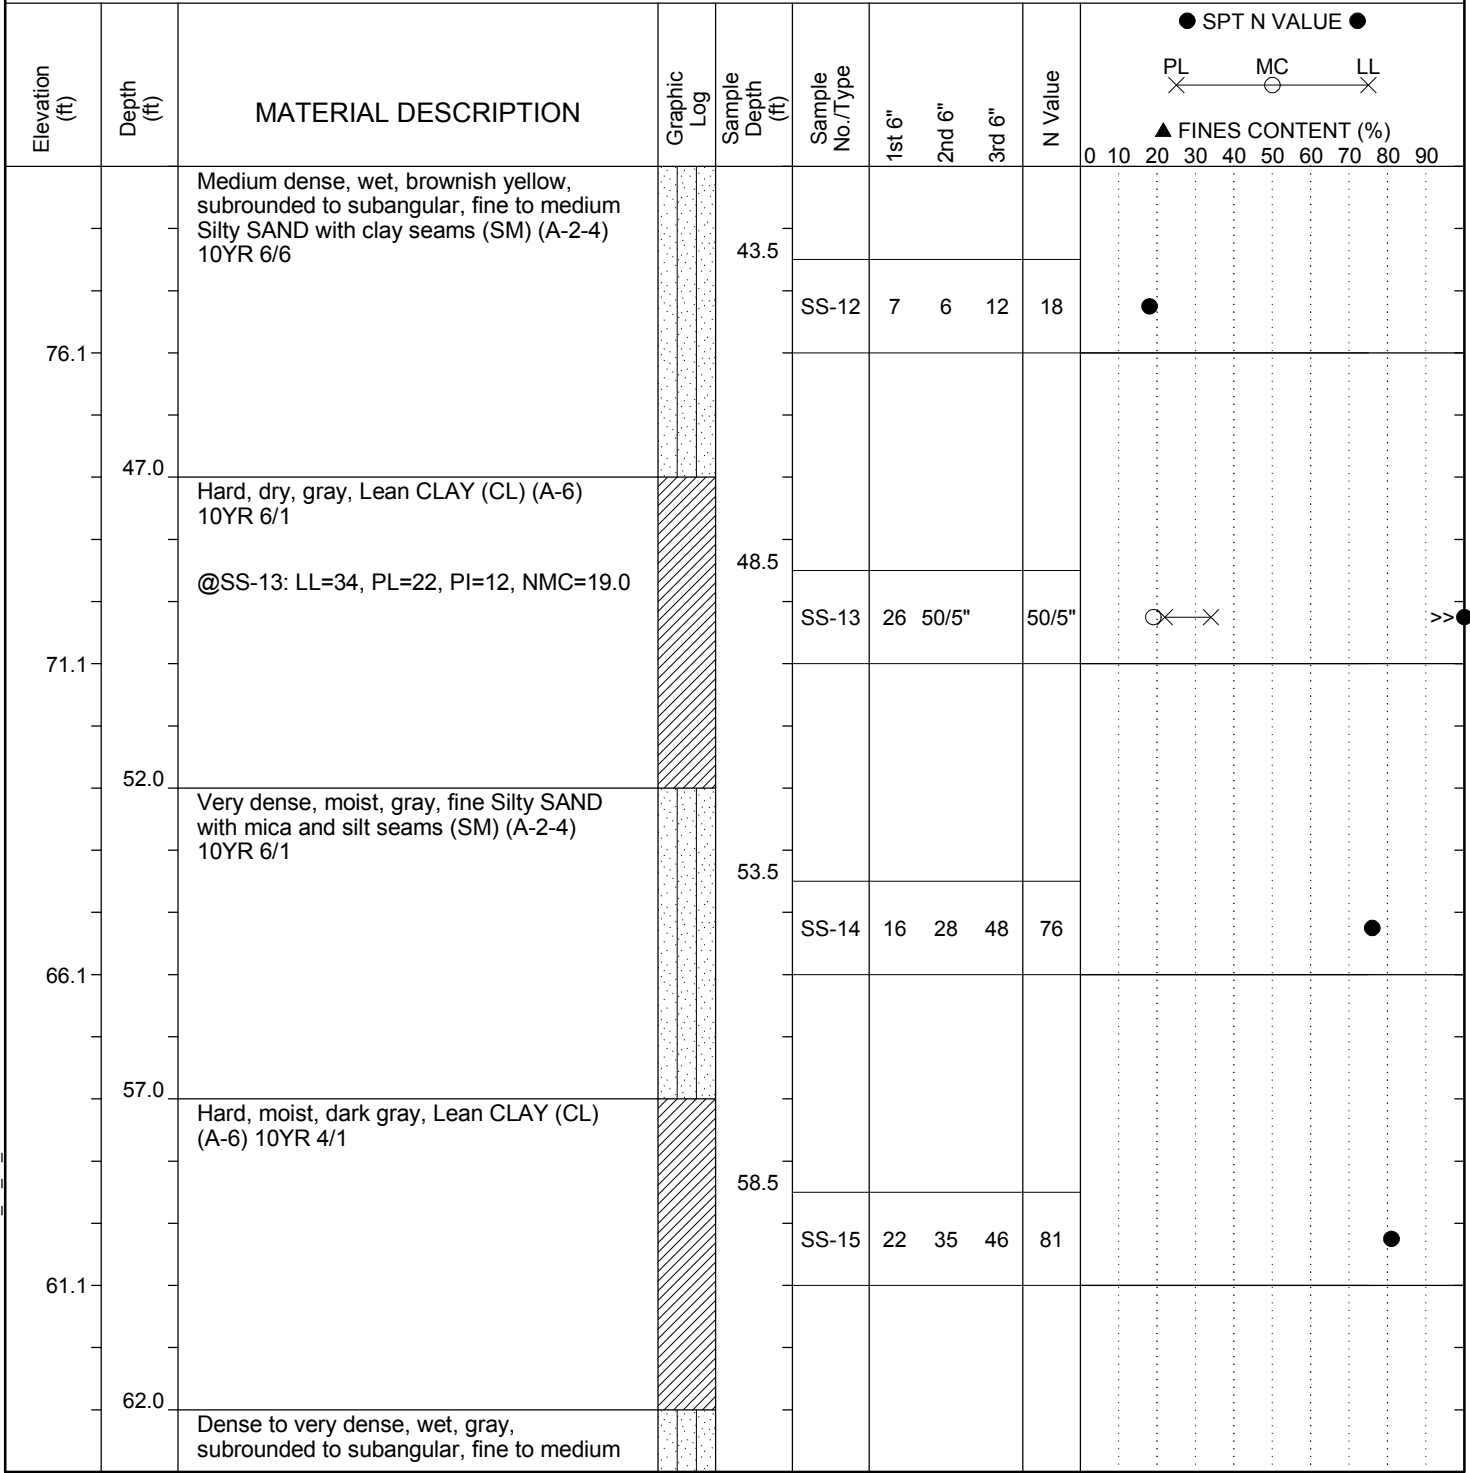 Elevation (ft)
Depth (ft)
MATERIAL DESCRIPTION
Graphic Log
Sample Depth (ft)
Sample No./Type
1st 6"
2nd 6"
3rd 6"
N Value
● SPT N VALUE ●
PL MC LL
▲ FINES CONTENT (%)
0 10 20 30 40 50 60 70 80 90
Medium dense, wet, brownish yellow,
subrounded to subangular, fine to medium
Silty SAND with clay seams (SM) (A-2-4)
10YR 6/6
43.5
SS-12 7 6 12 18
76.1
47.0
Hard, dry, gray, Lean CLAY (CL) (A-6)
10YR 6/1
48.5
@SS-13: LL=34, PL=22, PI=12, NMC=19.0
SS-13 26 50/5" 50/5" >>
71.1
52.0
Very dense, moist, gray, fine Silty SAND
with mica and silt seams (SM) (A-2-4)
10YR 6/1
53.5
SS-14 16 28 48 76
66.1
57.0
Hard, moist, dark gray, Lean CLAY (CL)
(A-6) 10YR 4/1
58.5
SS-15 22 35 46 81
61.1
62.0
Dense to very dense, wet, gray,
subrounded to subangular, fine to medium